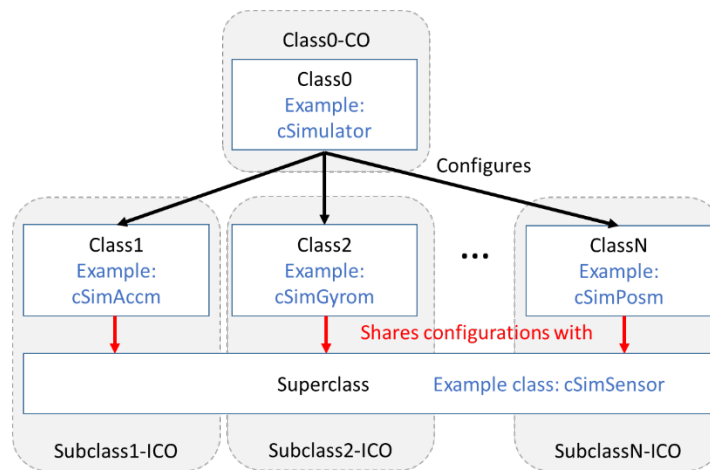 Class0-CO
Class0
Example:
cSimulator
Configures
Class1
Example:
cSimAccm
Class2
Example:
cSimGyrom
...
ClassN
Example:
cSimPosm
Shares configurations with
Superclass
Example class: cSimSensor
Subclass1-ICO
Subclass2-ICO
SubclassN-ICO